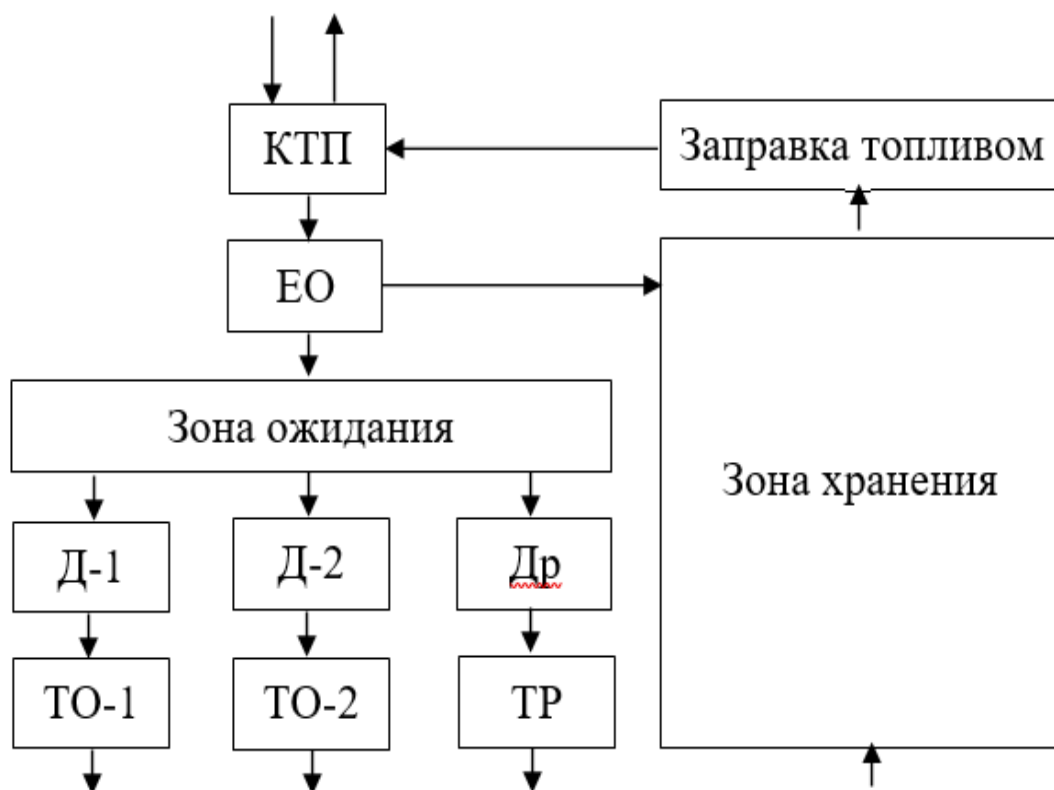 КТП
Заправка топливом
ЕО
Зона ожидания
Зона хранения
Д-1
Д-2
Др
ТО-1
ТО-2
ТР